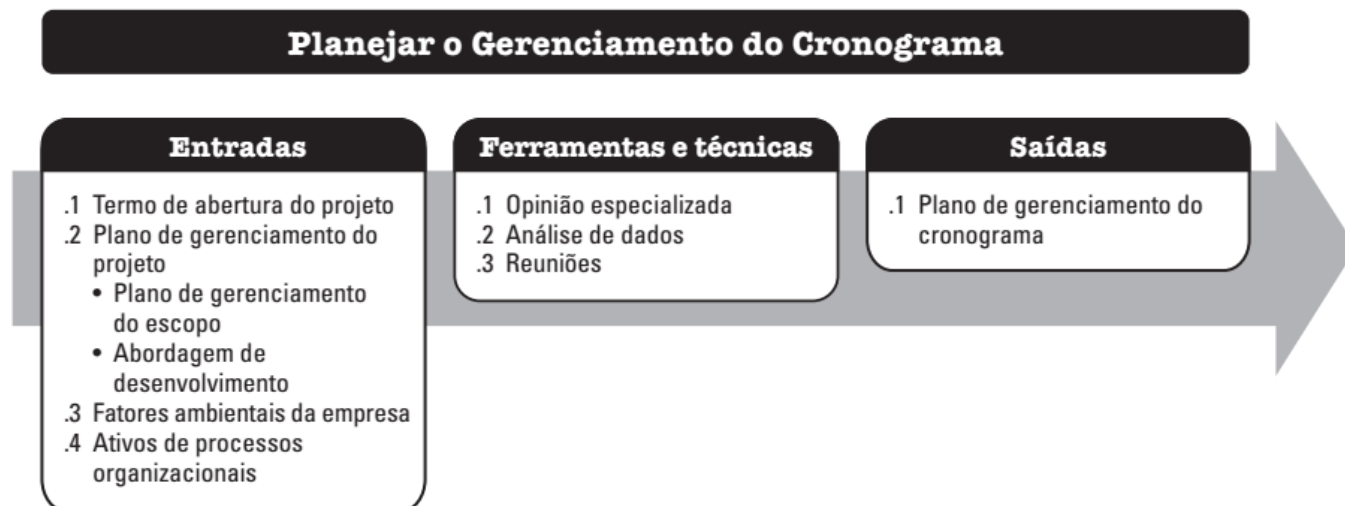 Planejar o Gerenciamento do Cronograma
Entradas
.1 Termo de abertura do projeto
.2 Plano de gerenciamento do
projeto
• Plano de gerenciamento
do escopo
• Abordagem de
desenvolvimento
.3 Fatores ambientais da empresa
.4 Ativos de processos
organizacionais
Ferramentas e técnicas
.1 Opinião especializada
.2 Análise de dados
.3 Reuniões
Saídas
.1 Plano de gerenciamento do
cronograma